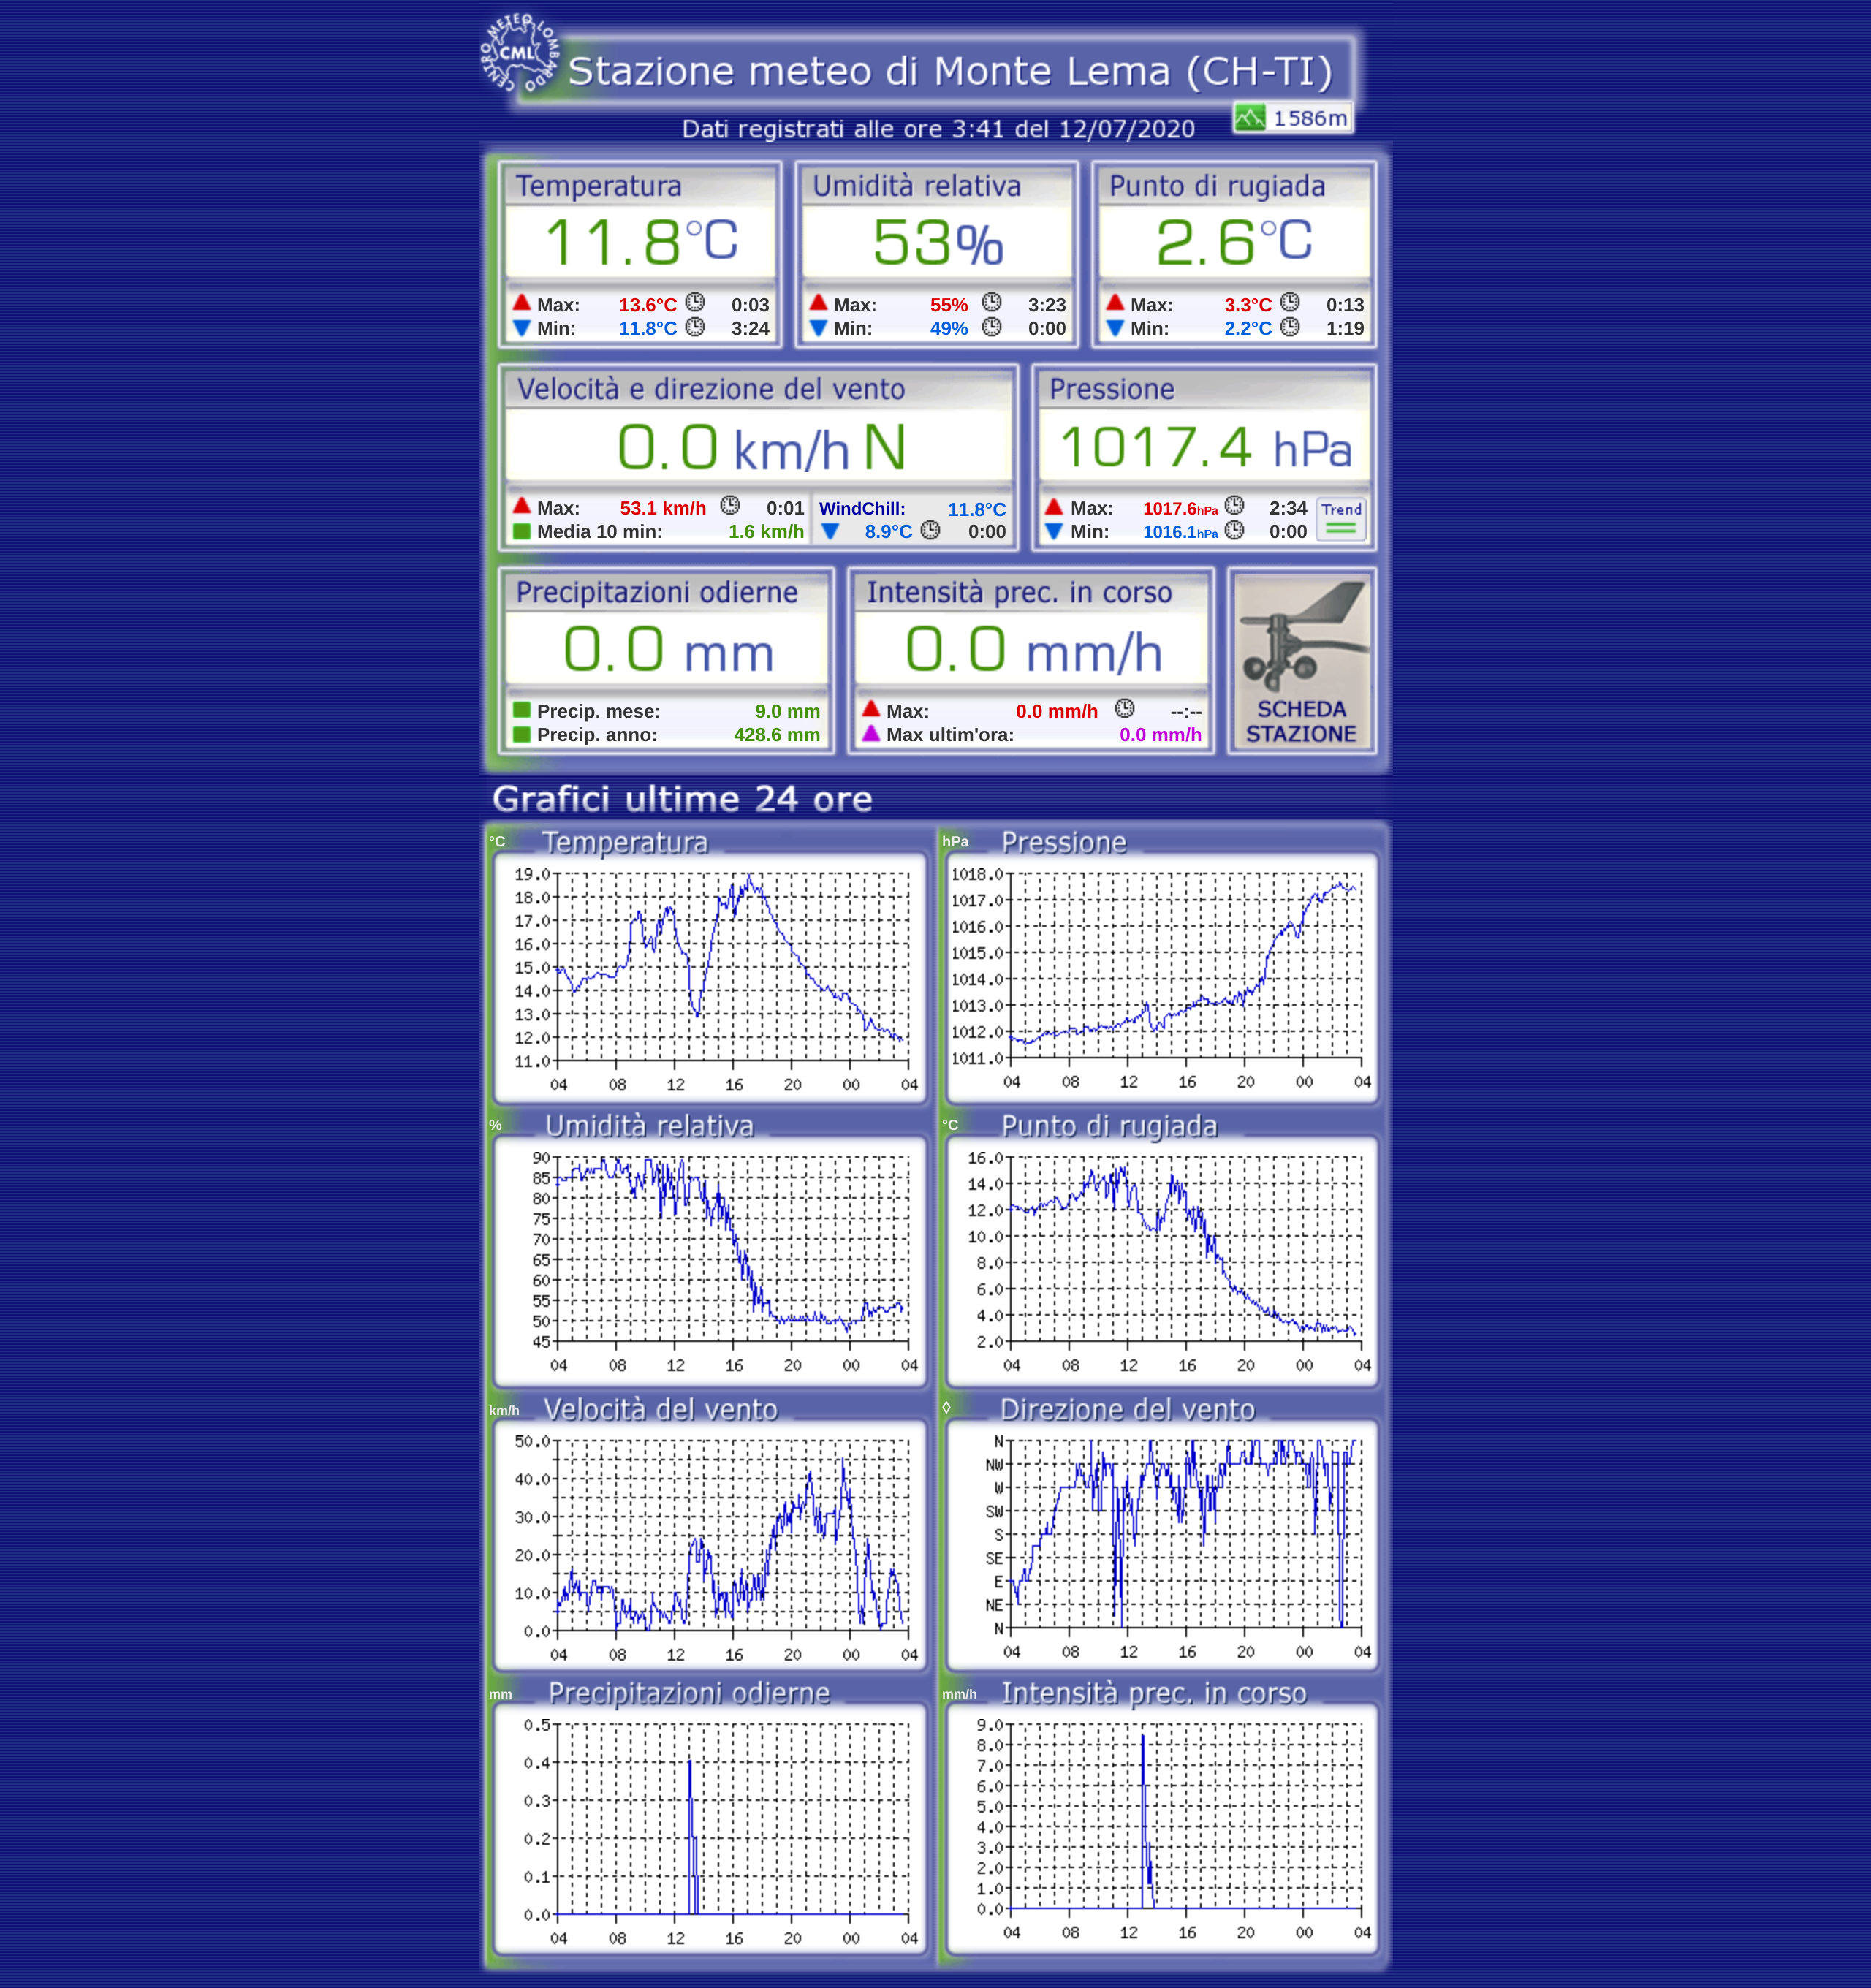 CENTRO METEO LOMBARDO
CML
Stazione meteo di Monte Lema (CH-TI)
1586m
Dati registrati alle ore 3:41 del 12/07/2020
Temperatura Umidità relativa Punto di rugiada
11.8°C 53% 2.6°C
Max: 13.6°C 0:03 Max: 55% 3:23 Max: 3.3°C 0:13
Min: 11.8°C 3:24 Min: 49% 0:00 Min: 2.2°C 1:19
Velocità e direzione del vento Pressione
0.0 km/h N 1017.4 hPa
Max: 53.1 km/h 0:01 WindChill: 11.8°C Max: 1017.6hPa 2:34 Trend
Media 10 min: 1.6 km/h 8.9°C 0:00 Min: 1016.1hPa 0:00
Precipitazioni odierne Intensità prec. in corso
0.0 mm 0.0 mm/h
Precip. mese: 9.0 mm Max: 0.0 mm/h --:-- SCHEDA
Precip. anno: 428.6 mm Max ultim'ora: 0.0 mm/h STAZIONE
Grafici ultime 24 ore
°C Temperatura
19.0
18.0
17.0
16.0
15.0
14.0
13.0
12.0
11.0
04 08 12 16 20 00 04
hPa Pressione
1018.0
1017.0
1016.0
1015.0
1014.0
1013.0
1012.0
1011.0
04 08 12 16 20 00 04
% Umidità relativa
90
85
80
75
70
65
60
55
50
45
04 08 12 16 20 00 04
°C Punto di rugiada
16.0
14.0
12.0
10.0
8.0
6.0
4.0
2.0
04 08 12 16 20 00 04
km/h Velocità del vento
50.0
40.0
30.0
20.0
10.0
0.0
04 08 12 16 20 00 04
◊ Direzione del vento
N
NW
W
SW
S
SE
E
NE
N
04 08 12 16 20 00 04
mm Precipitazioni odierne
0.5
0.4
0.3
0.2
0.1
0.0
04 08 12 16 20 00 04
mm/h Intensità prec. in corso
9.0
8.0
7.0
6.0
5.0
4.0
3.0
2.0
1.0
0.0
04 08 12 16 20 00 04